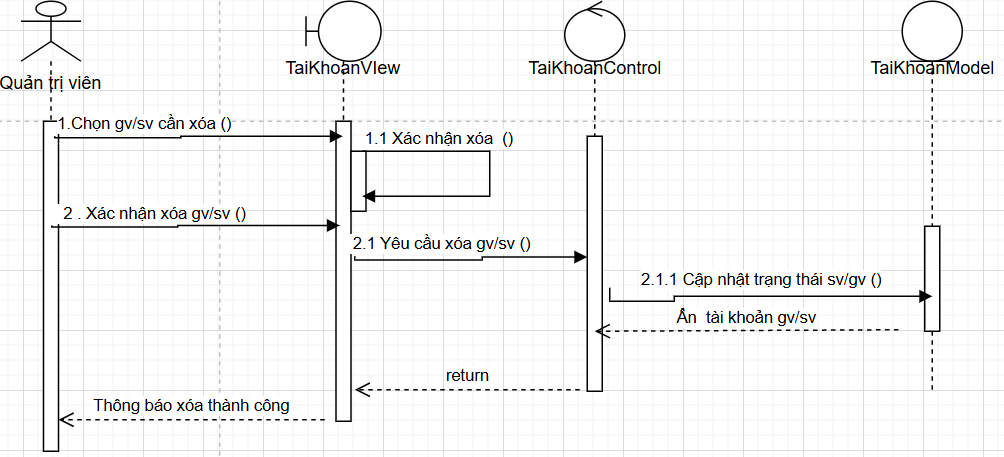 Quản trị viên
TaiKhoanVIew
TaiKhoanControl
TaiKhoanModel
1.Chọn gv/sv cần xóa ()
1.1 Xác nhận xóa ()
2 . Xác nhận xóa gv/sv ()
2.1 Yêu cầu xóa gv/sv ()
2.1.1 Cập nhật trạng thái sv/gv ()
Ẩn tài khoản gv/sv
return
Thông báo xóa thành công